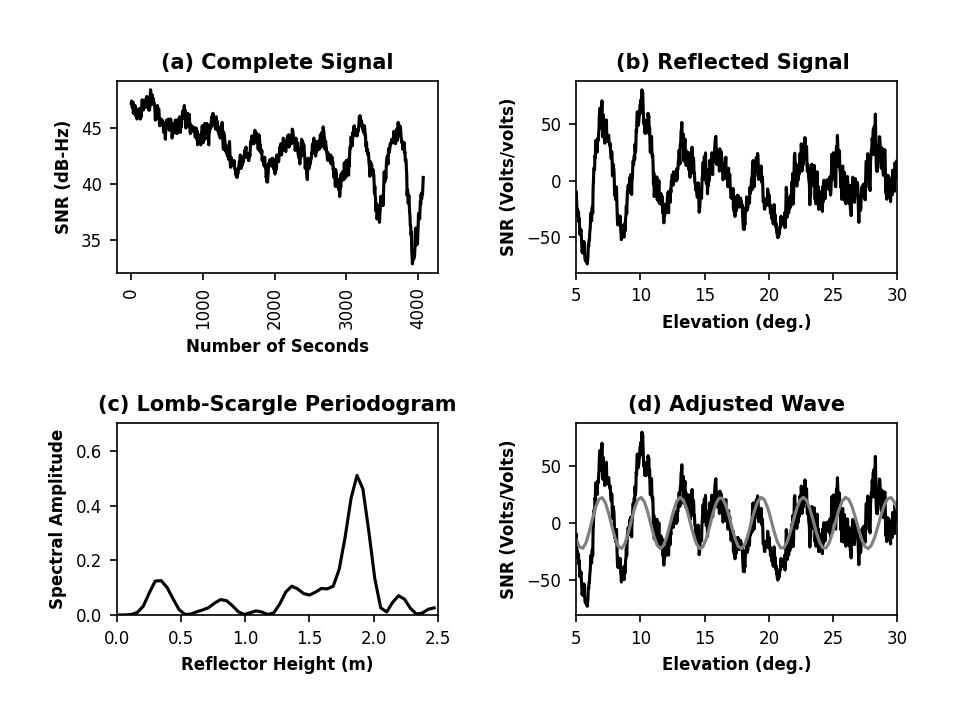 (a) Complete Signal
SNR (dB-Hz)
45
40
35
0
1000
2000
3000
4000
Number of Seconds
(b) Reflected Signal
SNR (Volts/volts)
50
0
−50
5 10 15 20 25 30
Elevation (deg.)
(c) Lomb-Scargle Periodogram
Spectral Amplitude
0.6
0.4
0.2
0.0
0.0 0.5 1.0 1.5 2.0 2.5
Reflector Height (m)
(d) Adjusted Wave
SNR (Volts/Volts)
50
0
−50
5 10 15 20 25 30
Elevation (deg.)